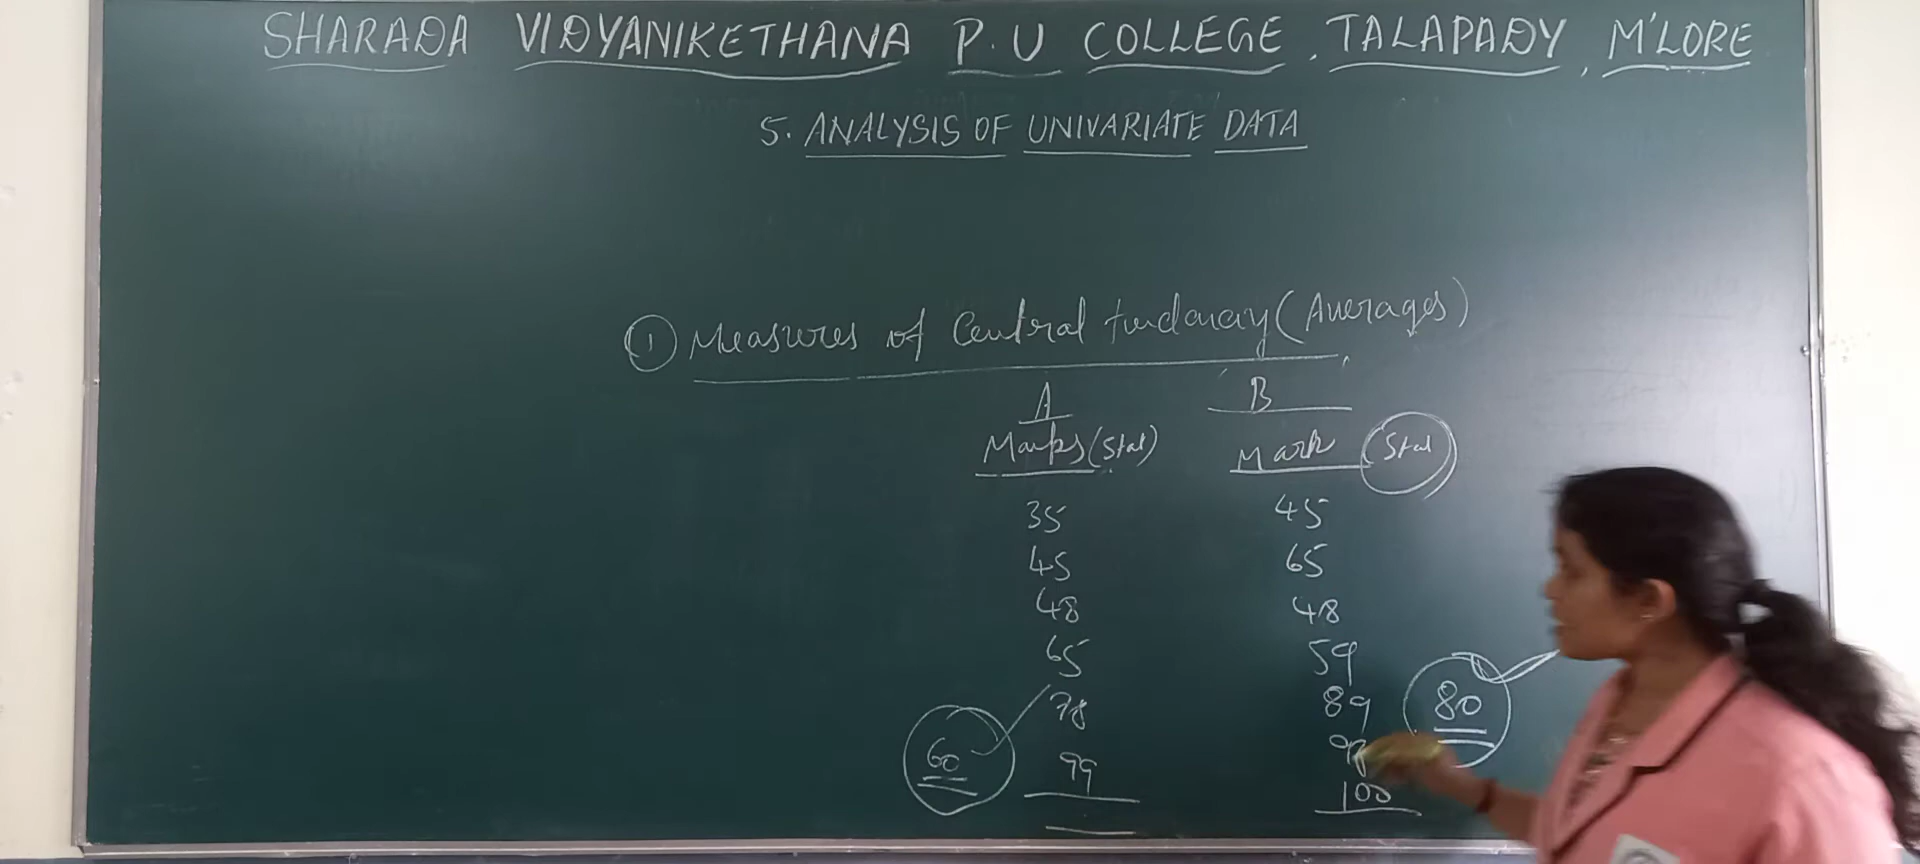 SHARADA VIDYANIKETHANA P.U COLLEGE, TALAPADY, M'LORE
5. ANALYSIS OF UNIVARIATE DATA
① Measures of Central tendancy (Averages)
A B
Marks (Stat) Mark (Stat)
35 45
45 65
48 48
65 59
78 89 80
60 99
100